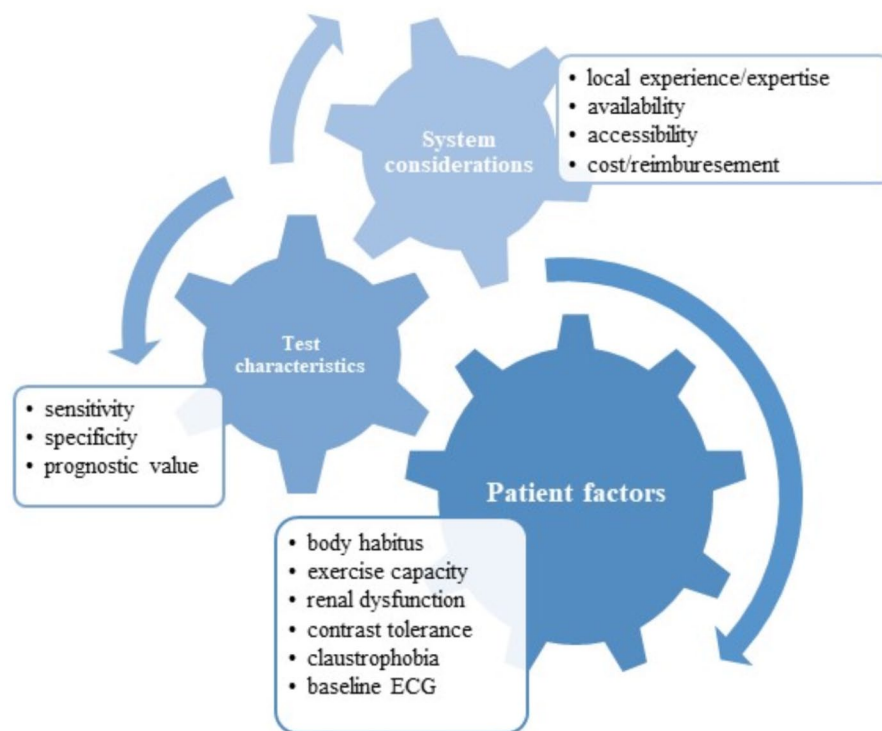 System
considerations
• local experience/expertise
• availability
• accessibility
• cost/reimburesement
Test
characteristics
• sensitivity
• specificity
• prognostic value
Patient factors
• body habitus
• exercise capacity
• renal dysfunction
• contrast tolerance
• claustrophobia
• baseline ECG